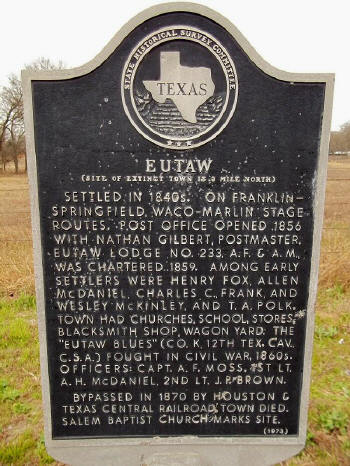 STATE HISTORICAL SURVEY COMMITTEE
TEXAS
EUTAW
(SITE OF EXTINCT TOWN IS .3 MILE NORTH)
SETTLED IN 1840s. ON FRANKLIN-
SPRINGFIELD, WACO-MARLIN STAGE
ROUTES. POST OFFICE OPENED 1856
WITH NATHAN GILBERT, POSTMASTER.
EUTAW LODGE NO. 233, A.F. & A.M.,
WAS CHARTERED 1859. AMONG EARLY
SETTLERS WERE HENRY FOX, ALLEN
McDANIEL, CHARLES C., FRANK, AND
WESLEY McKINLEY, AND T. A. POLK.
TOWN HAD CHURCHES, SCHOOL, STORES,
BLACKSMITH SHOP, WAGON YARD. THE
"EUTAW BLUES" (CO. K, 12TH TEX. CAV.,
C.S.A.) FOUGHT IN CIVIL WAR, 1860s.
OFFICERS: CAPT. A. F. MOSS, 1ST LT.
A. H. McDANIEL, 2ND LT. J. P. BROWN.
BYPASSED IN 1870 BY HOUSTON &
TEXAS CENTRAL RAILROAD, TOWN DIED.
SALEM BAPTIST CHURCH MARKS SITE.
(1973)